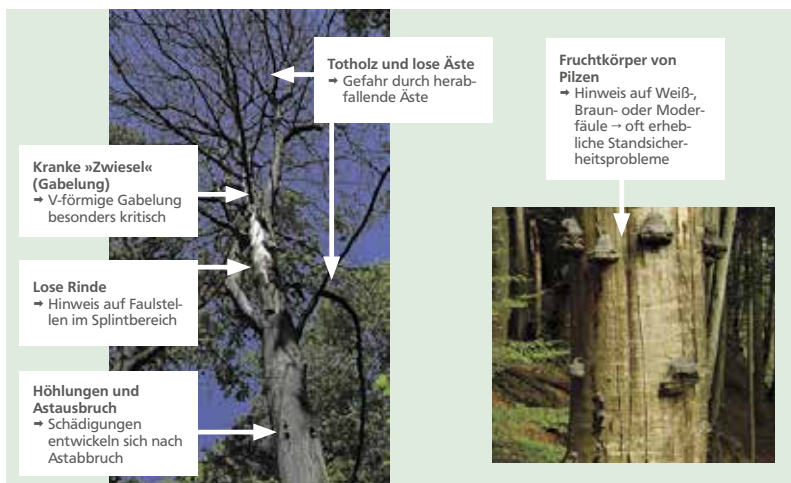 Totholz und lose Äste
➞ Gefahr durch herab-
fallende Äste
Fruchtkörper von
Pilzen
➞ Hinweis auf Weiß-,
Braun- oder Moder-
fäule → oft erheb-
liche Standsicher-
heitsprobleme
Kranke »Zwiesel«
(Gabelung)
➞ V-förmige Gabelung
besonders kritisch
Lose Rinde
➞ Hinweis auf Faulstel-
len im Splintbereich
Höhlungen und
Astausbruch
➞ Schädigungen
entwickeln sich nach
Astabbruch